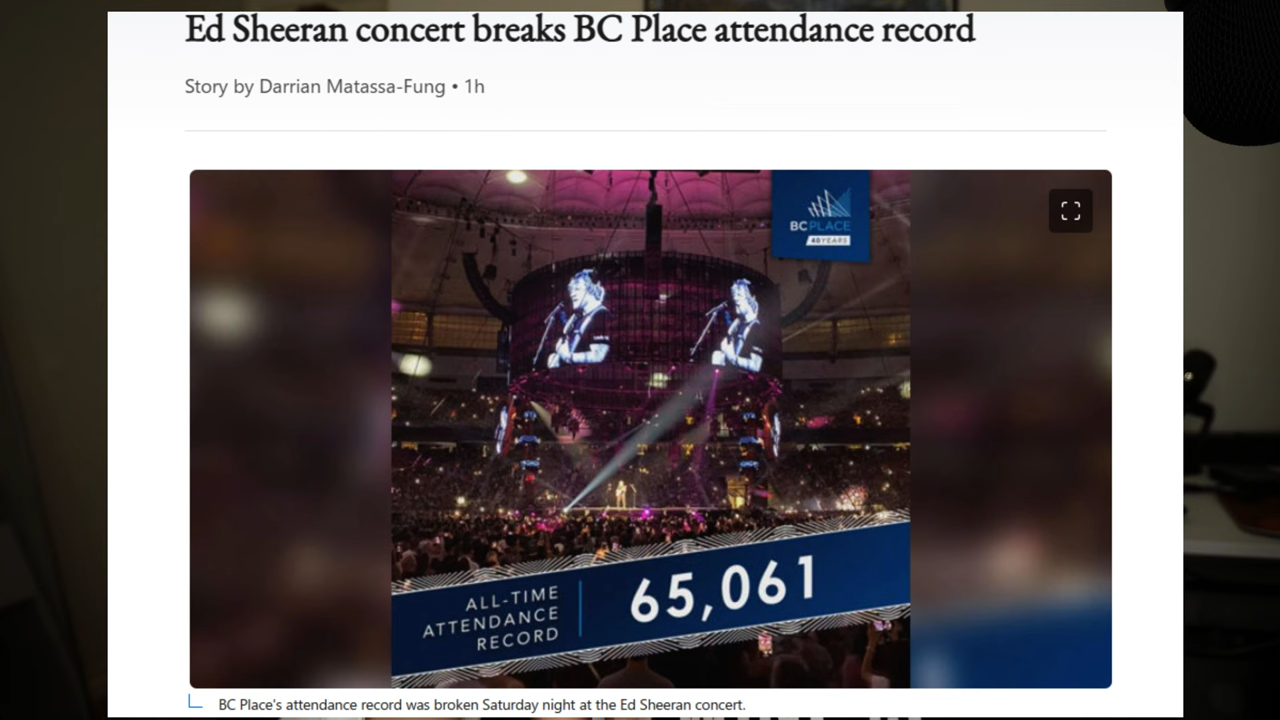 Ed Sheeran concert breaks BC Place attendance record
Story by Darrian Matassa-Fung • 1h
BC PLACE
40 YEARS
ALL-TIME
ATTENDANCE
RECORD
65,061
BC Place's attendance record was broken Saturday night at the Ed Sheeran concert.